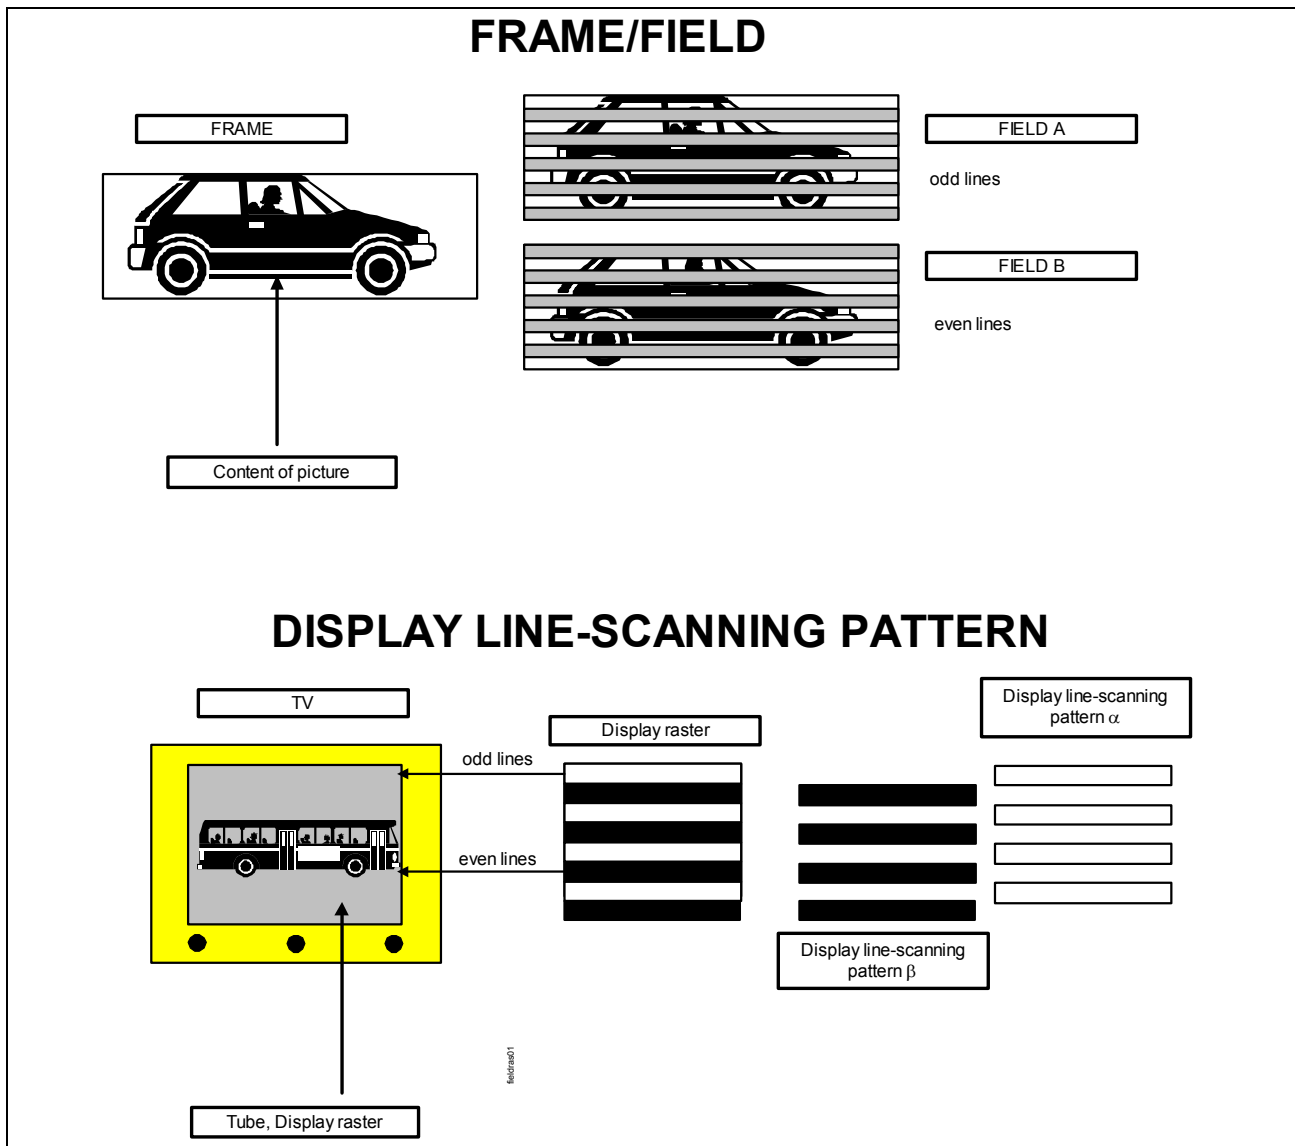 FRAME/FIELD
FRAME
FIELD A
odd lines
FIELD B
even lines
Content of picture
DISPLAY LINE-SCANNING PATTERN
TV
Display raster
Display line-scanning
pattern α
odd lines
even lines
Display line-scanning
pattern β
Tube, Display raster
fieldras01